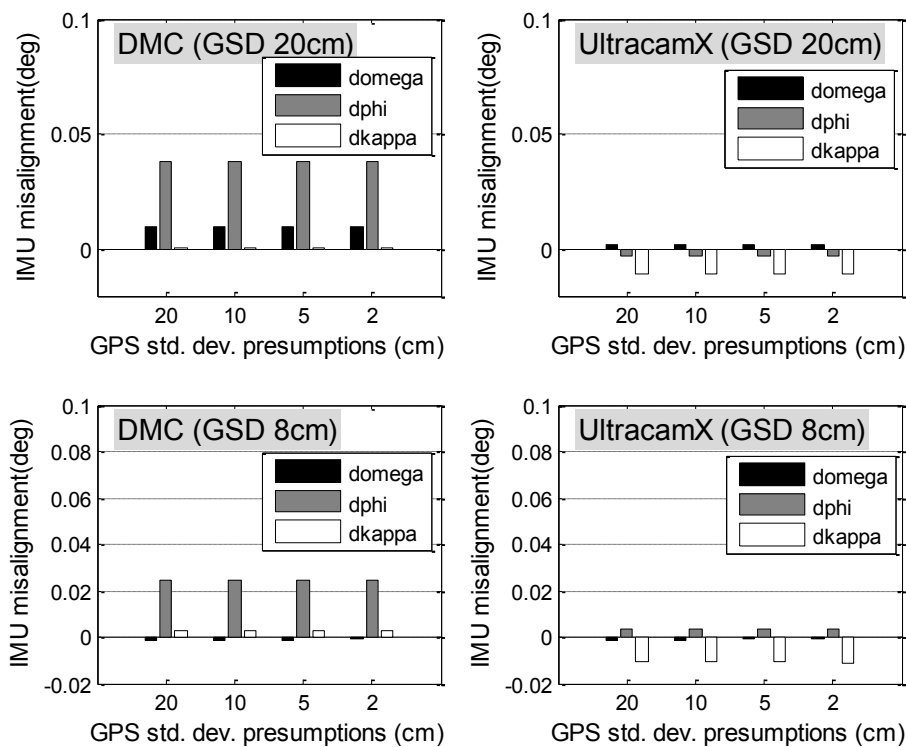 DMC (GSD 20cm)
domega
dphi
dkappa
0.1
0.05
0
IMU misalignment(deg)
20 10 5 2
GPS std. dev. presumptions (cm)
UltracamX (GSD 20cm)
domega
dphi
dkappa
0.1
0.05
0
IMU misalignment(deg)
20 10 5 2
GPS std. dev. presumptions (cm)
DMC (GSD 8cm)
domega
dphi
dkappa
0.1
0.08
0.06
0.04
0.02
0
-0.02
IMU misalignment(deg)
20 10 5 2
GPS std. dev. presumptions (cm)
UltracamX (GSD 8cm)
domega
dphi
dkappa
0.1
0.08
0.06
0.04
0.02
0
-0.02
IMU misalignment(deg)
20 10 5 2
GPS std. dev. presumptions (cm)